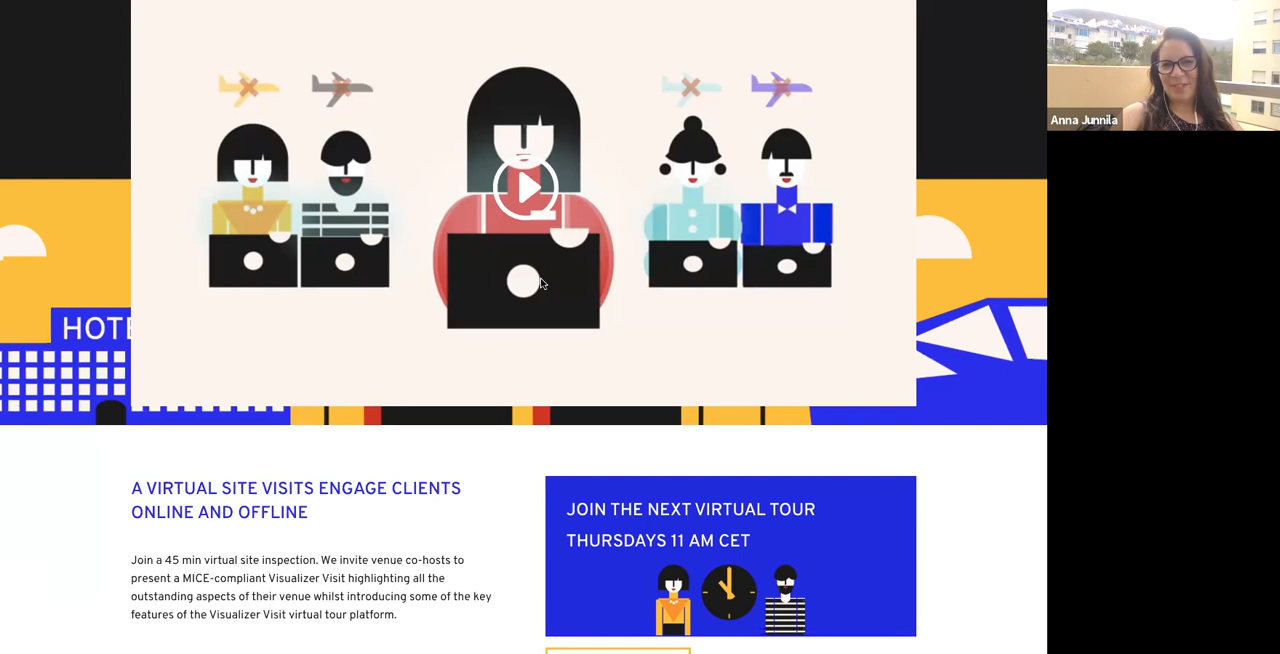 Anna Junnila
HOTE
A VIRTUAL SITE VISITS ENGAGE CLIENTS
ONLINE AND OFFLINE
Join a 45 min virtual site inspection. We invite venue co-hosts to
present a MICE-compliant Visualizer Visit highlighting all the
outstanding aspects of their venue whilst introducing some of the key
features of the Visualizer Visit virtual tour platform.
JOIN THE NEXT VIRTUAL TOUR
THURSDAYS 11 AM CET